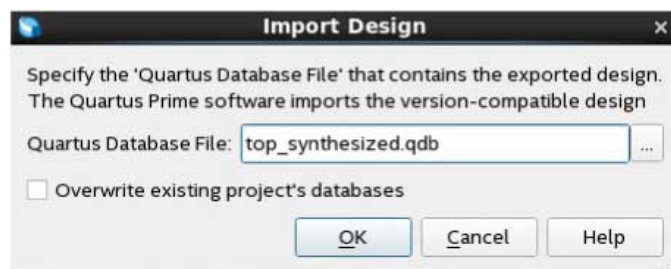 Import Design
Specify the 'Quartus Database File' that contains the exported design.
The Quartus Prime software imports the version-compatible design
Quartus Database File: top_synthesized.qdb ...
Overwrite existing project's databases
OK Cancel Help